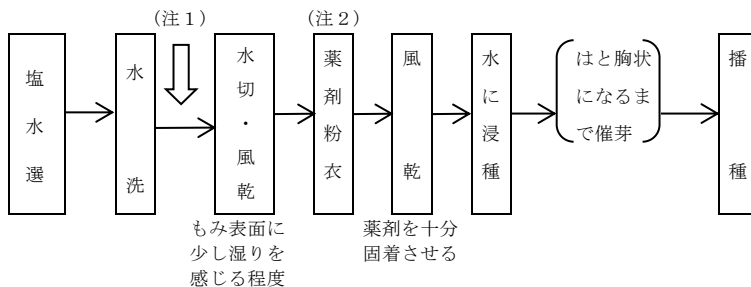 （注１）
（注２）
塩水選
水洗
水切・風乾
薬剤粉衣
風乾
水に浸種
はと胸状
になるま
で催芽
播種
もみ表面に
少し湿りを
感じる程度
薬剤を十分
固着させる